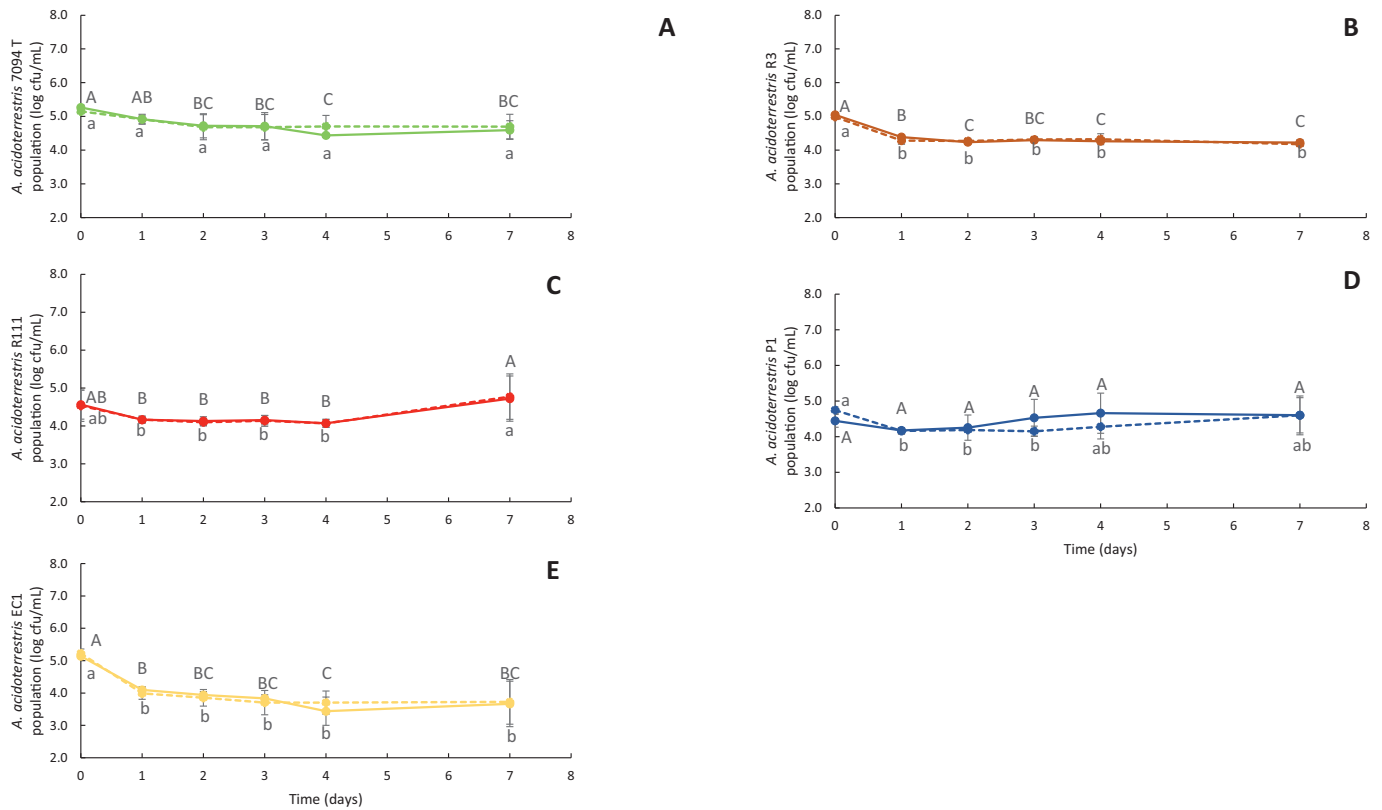 A
A. acidoterrestris 7094 T
population (log cfu/mL)
8.0
7.0
6.0
5.0
4.0
3.0
2.0
A AB BC BC C BC
a a a a a a
0 1 2 3 4 5 6 7 8
B
A. acidoterrestris R3
population (log cfu/mL)
8.0
7.0
6.0
5.0
4.0
3.0
2.0
A B C BC C C
a b b b b b
0 1 2 3 4 5 6 7 8
C
A. acidoterrestris R111
population (log cfu/mL)
8.0
7.0
6.0
5.0
4.0
3.0
2.0
AB B B B B A
ab b b b b a
0 1 2 3 4 5 6 7 8
D
A. acidoterrestris P1
population (log cfu/mL)
8.0
7.0
6.0
5.0
4.0
3.0
2.0
a A A A A A
A b b b ab ab
0 1 2 3 4 5 6 7 8
Time (days)
E
A. acidoterrestris EC1
population (log cfu/mL)
8.0
7.0
6.0
5.0
4.0
3.0
2.0
A B BC BC C BC
a b b b b b
0 1 2 3 4 5 6 7 8
Time (days)